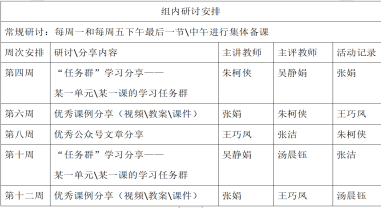 组内研讨安排
常规研讨：每周一和每周五下午最后一节\中午进行集体备课
周次安排 研讨\分享内容 主讲教师 主评教师 活动记录
第四周 “任务群”学习分享—— 某一单元\某一课的学习任务群 朱柯侠 吴静娟 张娟
第六周 优秀课例分享（视频\教案\课件） 张娟 朱柯侠 王巧风
第八周 优秀公众号文章分享 王巧风 张洁 朱柯侠
第十周 “任务群”学习分享—— 某一单元\某一课的学习任务群 吴静娟 汤晨钰 张洁
第十二周 优秀课例分享（视频\教案\课件） 张娟 王巧风 汤晨钰